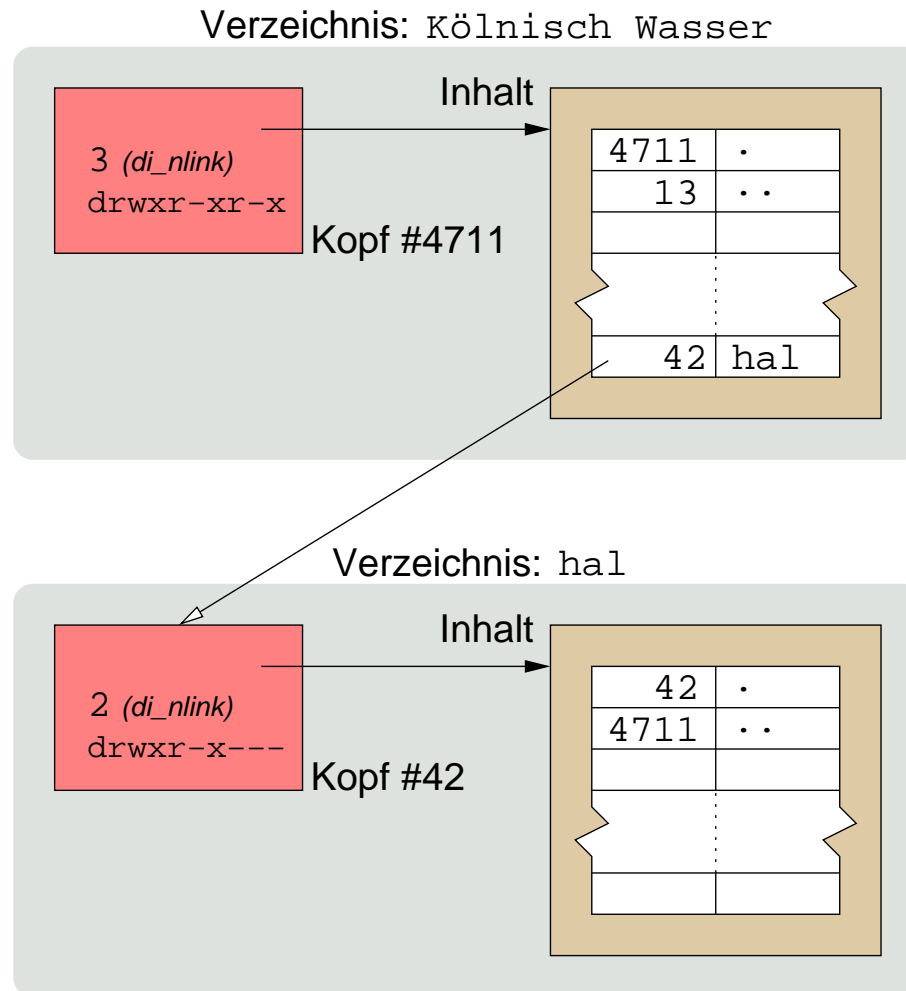 Verzeichnis: Kölnisch Wasser
Inhalt
3 (di_nlink)
drwxr-xr-x
Kopf #4711
4711 .
13 ..
42 hal
Verzeichnis: hal
Inhalt
2 (di_nlink)
drwxr-x---
Kopf #42
42 .
4711 ..